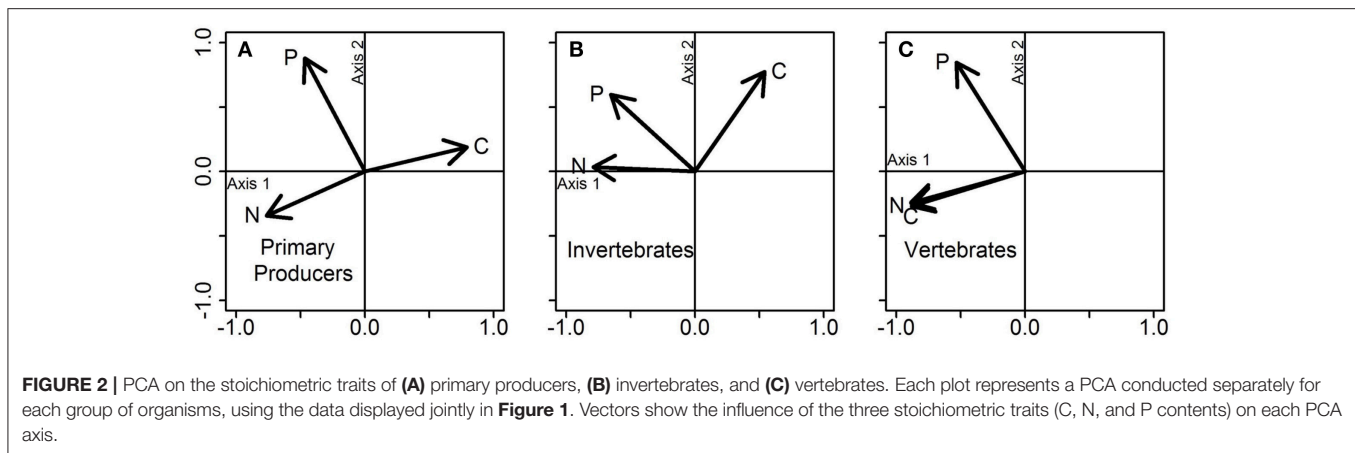 A
P
Axis 2
C
Axis 1
N
Primary
Producers
1.0
0.0
-1.0
-1.0
0.0
1.0
B
P
Axis 2
C
N
Axis 1
Invertebrates
-1.0
0.0
1.0
C
P
Axis 2
Axis 1
N
C
Vertebrates
-1.0
0.0
1.0
FIGURE 2 | PCA on the stoichiometric traits of (A) primary producers, (B) invertebrates, and (C) vertebrates. Each plot represents a PCA conducted separately for
each group of organisms, using the data displayed jointly in Figure 1. Vectors show the influence of the three stoichiometric traits (C, N, and P contents) on each PCA
axis.